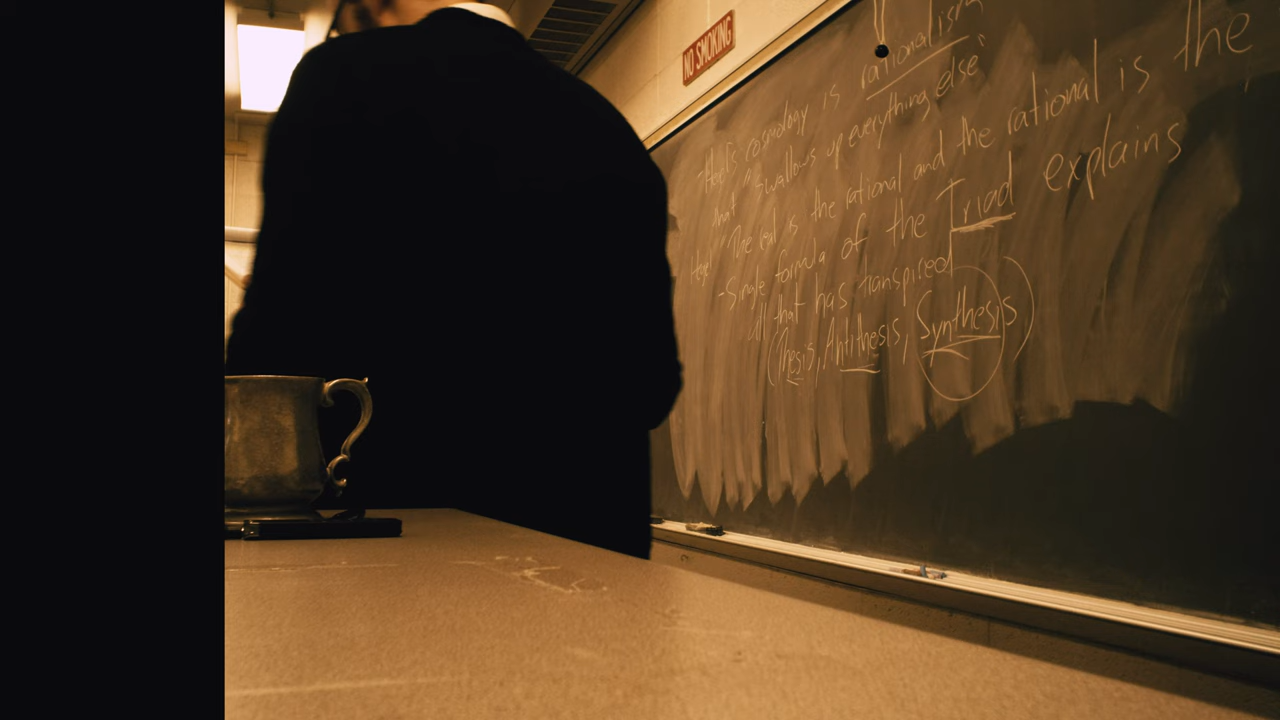 NO SMOKING
- Hegel's cosmology is rationalism
that "swallows up everything else"
Hegel "The real is the rational and the rational is the
- Single formula of the Triad explains
all that has transpired
(Thesis, Antithesis, Synthesis)